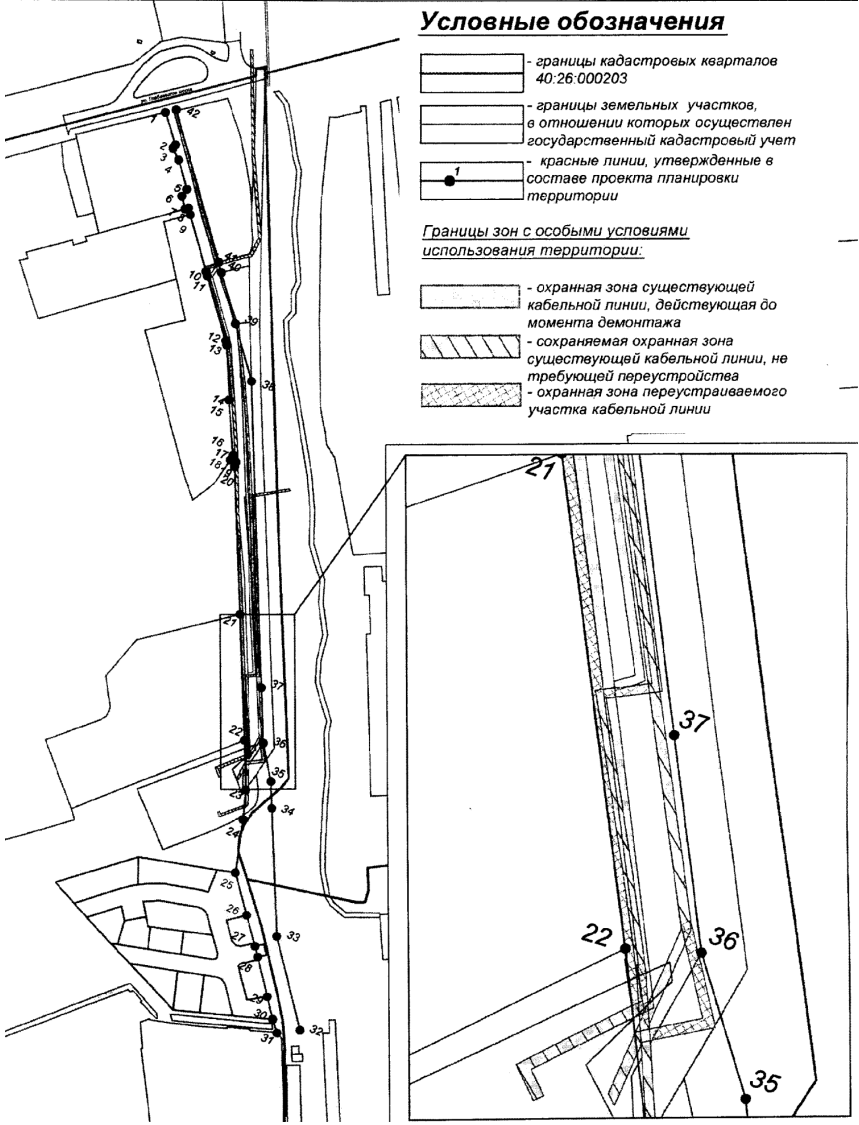 Условные обозначения
- границы кадастровых кварталов
40:26:000203
- границы земельных участков,
в отношении которых осуществлен
государственный кадастровый учет
1
- красные линии, утвержденные в
составе проекта планировки
территории
Границы зон с особыми условиями
использования территории:
- охранная зона существующей
кабельной линии, действующая до
момента демонтажа
- сохраняемая охранная зона
существующей кабельной линии, не
требующей переустройства
- охранная зона переустраиваемого
участка кабельной линии
1
42
2
3
4
5
6
8
9
10
40
11
39
12
13
38
14
15
16
17
18
19
20
21
37
22
36
35
23
34
24
25
26
33
27
28
29
30
32
31
21
37
22
36
35